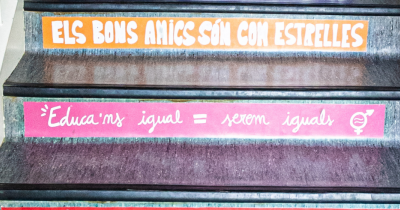 ELS BONS AMICS SÓN COM ESTRELLES
Educa'ns igual = serem iguals